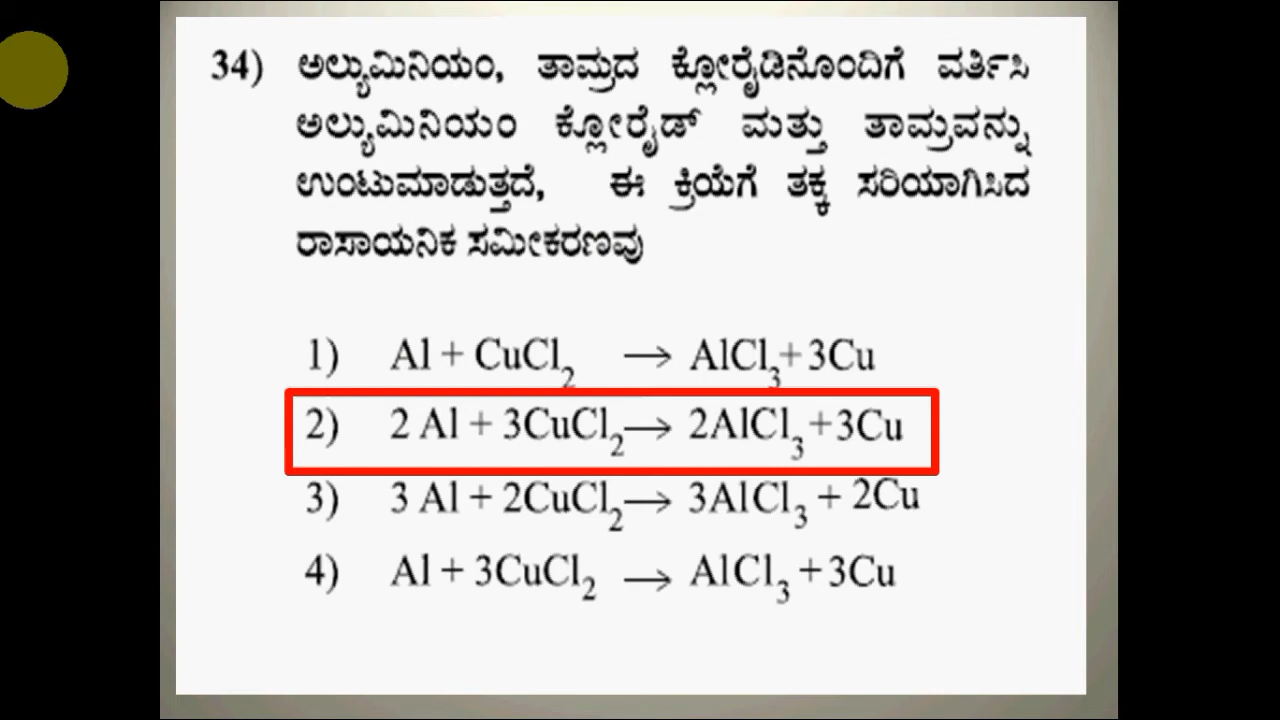 34) ಅಲ್ಯುಮಿನಿಯಂ, ತಾಮ್ರದ ಕ್ಲೋರೈಡಿನೊಂದಿಗೆ ವರ್ತಿಸಿ
ಅಲ್ಯುಮಿನಿಯಂ ಕ್ಲೋರೈಡ್ ಮತ್ತು ತಾಮ್ರವನ್ನು
ಉಂಟುಮಾಡುತ್ತದೆ, ಈ ಕ್ರಿಯೆಗೆ ತಕ್ಕ ಸರಿಯಾಗಿಸಿದ
ರಾಸಾಯನಿಕ ಸಮೀಕರಣವು
1) Al + CuCl₂ → AlCl₃+ 3Cu
2) 2 Al + 3CuCl₂→ 2AlCl₃ +3Cu
3) 3 Al + 2CuCl₂→ 3AlCl₃ + 2Cu
4) Al + 3CuCl₂ → AlCl₃ +3Cu